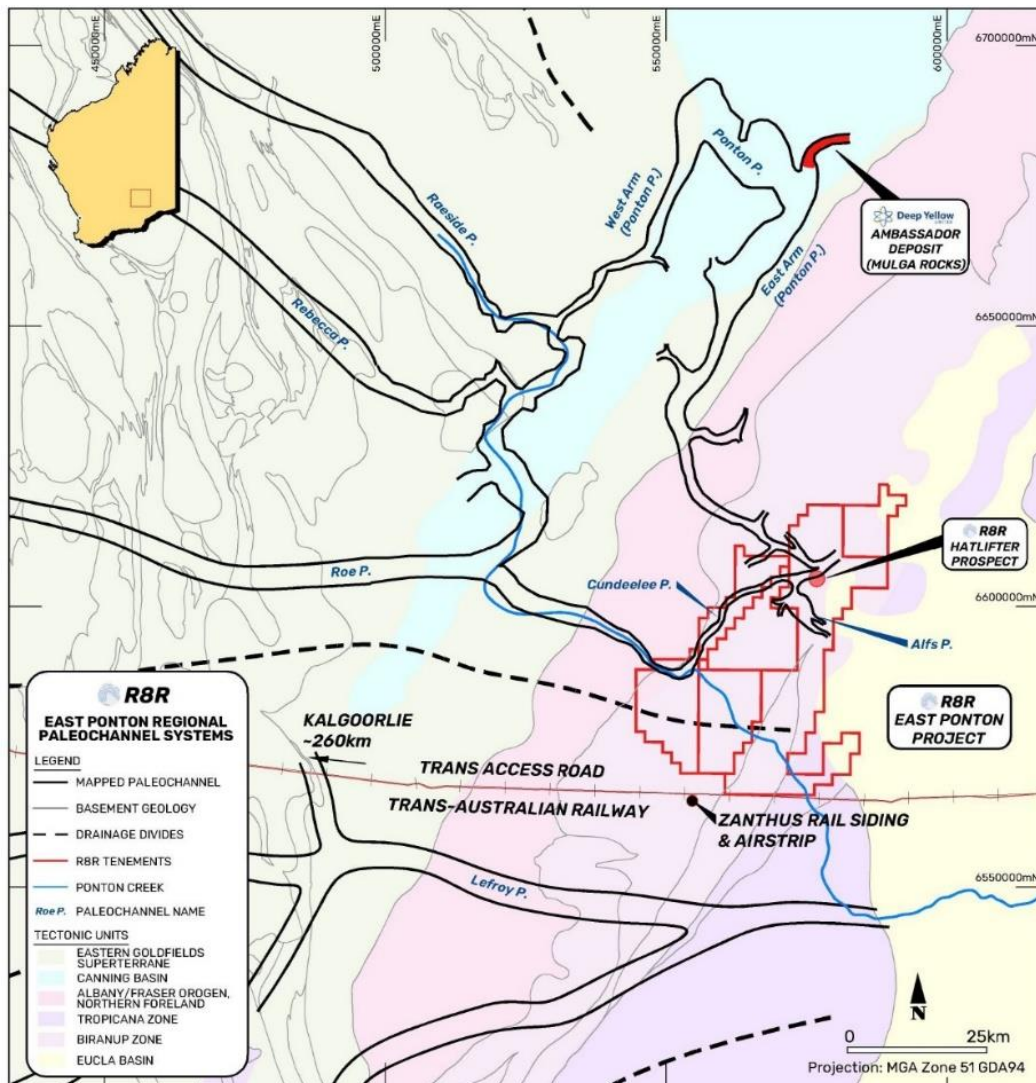 450000mE
500000mE
550000mE
600000mE
6700000mN
Raeside P.
West Arm
(Ponton P.)
Ponton P.
Deep Yellow
LIMITED
AMBASSADOR
DEPOSIT
(MULGA ROCKS)
East Arm
(Ponton P.)
Rebecca P.
6650000mN
R8R
HATLIFTER
PROSPECT
Roe P.
Cundeelee P.
6600000mN
Alfs P.
R8R
EAST PONTON
PROJECT
R8R
EAST PONTON REGIONAL
PALEOCHANNEL SYSTEMS
LEGEND
MAPPED PALEOCHANNEL
BASEMENT GEOLOGY
DRAINAGE DIVIDES
R8R TENEMENTS
PONTON CREEK
Roe P. PALEOCHANNEL NAME
TECTONIC UNITS
EASTERN GOLDFIELDS
SUPERTERRANE
CANNING BASIN
ALBANY/FRASER OROGEN,
NORTHERN FORELAND
TROPICANA ZONE
BIRANUP ZONE
EUCLA BASIN
KALGOORLIE
~260km
TRANS ACCESS ROAD
TRANS-AUSTRALIAN RAILWAY
ZANTHUS RAIL SIDING
& AIRSTRIP
Lefroy P.
6550000mN
N
0 25km
Projection: MGA Zone 51 GDA94